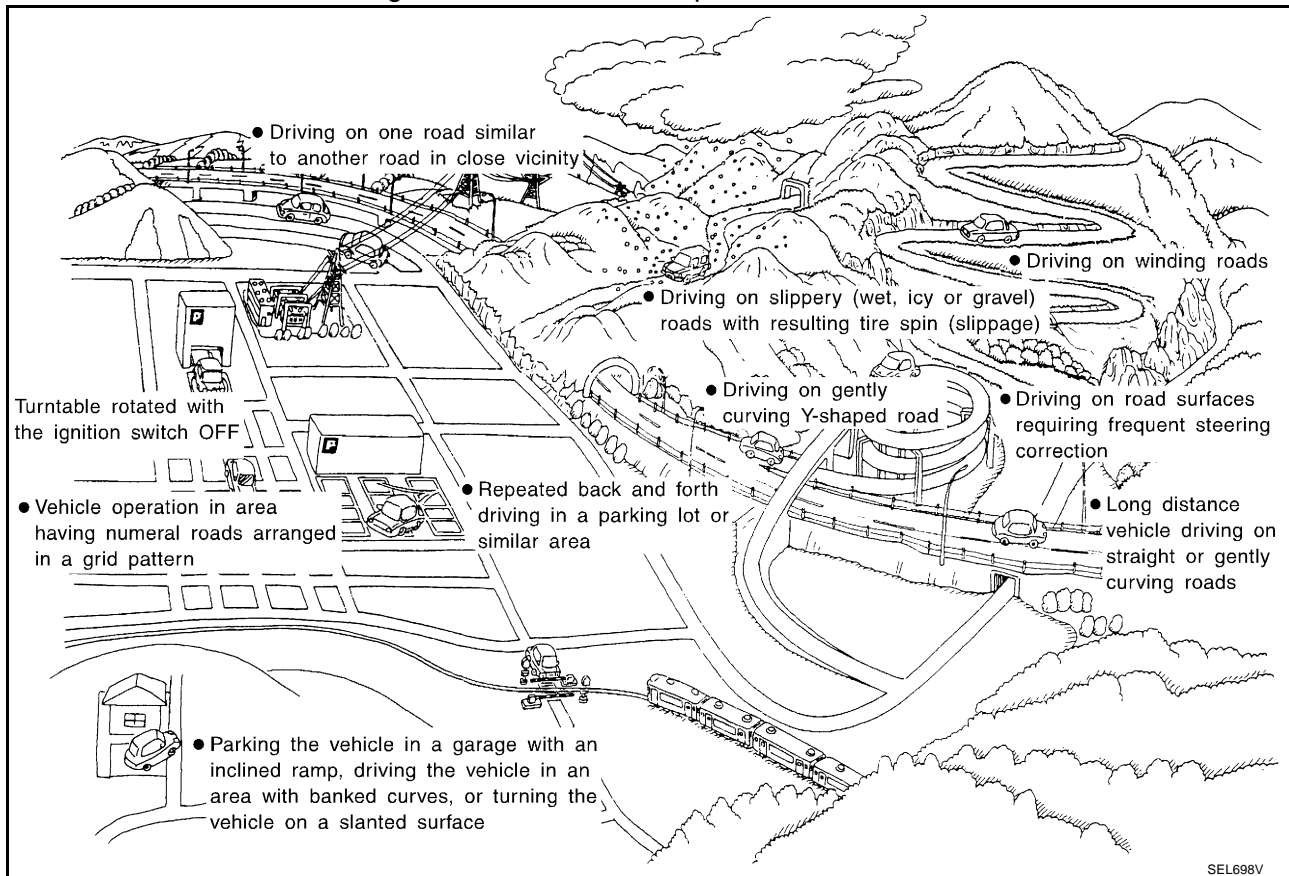 ● Driving on one road similar
to another road in close vicinity
● Driving on winding roads
● Driving on slippery (wet, icy or gravel)
roads with resulting tire spin (slippage)
P
Turntable rotated with
the ignition switch OFF
● Driving on gently
curving Y-shaped road
● Driving on road surfaces
requiring frequent steering
correction
P
● Vehicle operation in area
having numeral roads arranged
in a grid pattern
● Repeated back and forth
driving in a parking lot or
similar area
● Long distance
vehicle driving on
straight or gently
curving roads
● Parking the vehicle in a garage with an
inclined ramp, driving the vehicle in an
area with banked curves, or turning the
vehicle on a slanted surface
SEL698V